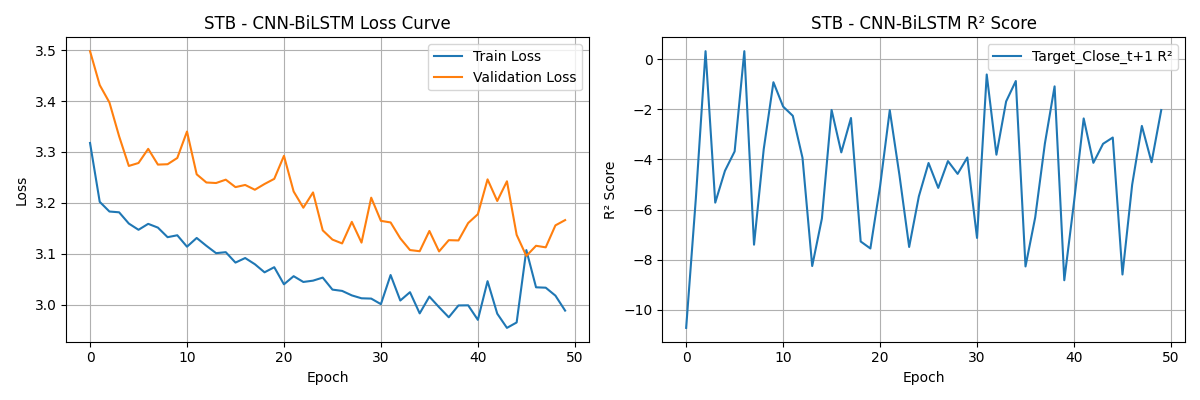 STB - CNN-BiLSTM Loss Curve
Train Loss
Validation Loss
3.5
3.4
3.3
3.2
3.1
3.0
Loss
0
10
20
30
40
50
Epoch
STB - CNN-BiLSTM R² Score
Target_Close_t+1 R²
0
−2
−4
−6
−8
−10
R² Score
0
10
20
30
40
50
Epoch